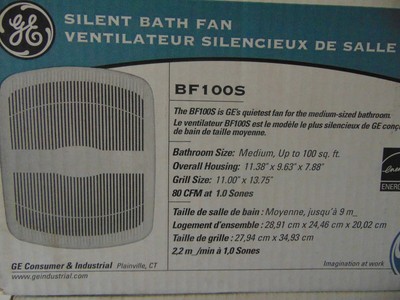 GE
SILENT BATH FAN
VENTILATEUR SILENCIEUX DE SALLE
BF100S
The BF100S is GE's quietest fan for the medium-sized bathroom.
Le ventilateur BF100S est le modèle le plus silencieux de GE conç
de bain de taille moyenne.
Bathroom Size: Medium, Up to 100 sq. ft.
Overall Housing: 11.38" x 9.63" x 7.88"
Grill Size: 11.00" x 13.75"
80 CFM at 1.0 Sones
ENERG
Taille de salle de bain : Moyenne, jusqu'à 9 m_
Logement d'ensemble : 28,91 cm x 24,46 cm x 20,02 cm
Taille de grille : 27,94 cm x 34,93 cm
2,2 m_/min à 1,0 Sones
GE Consumer & Industrial Plainville, CT
www.geindustrial.com
imagination at work